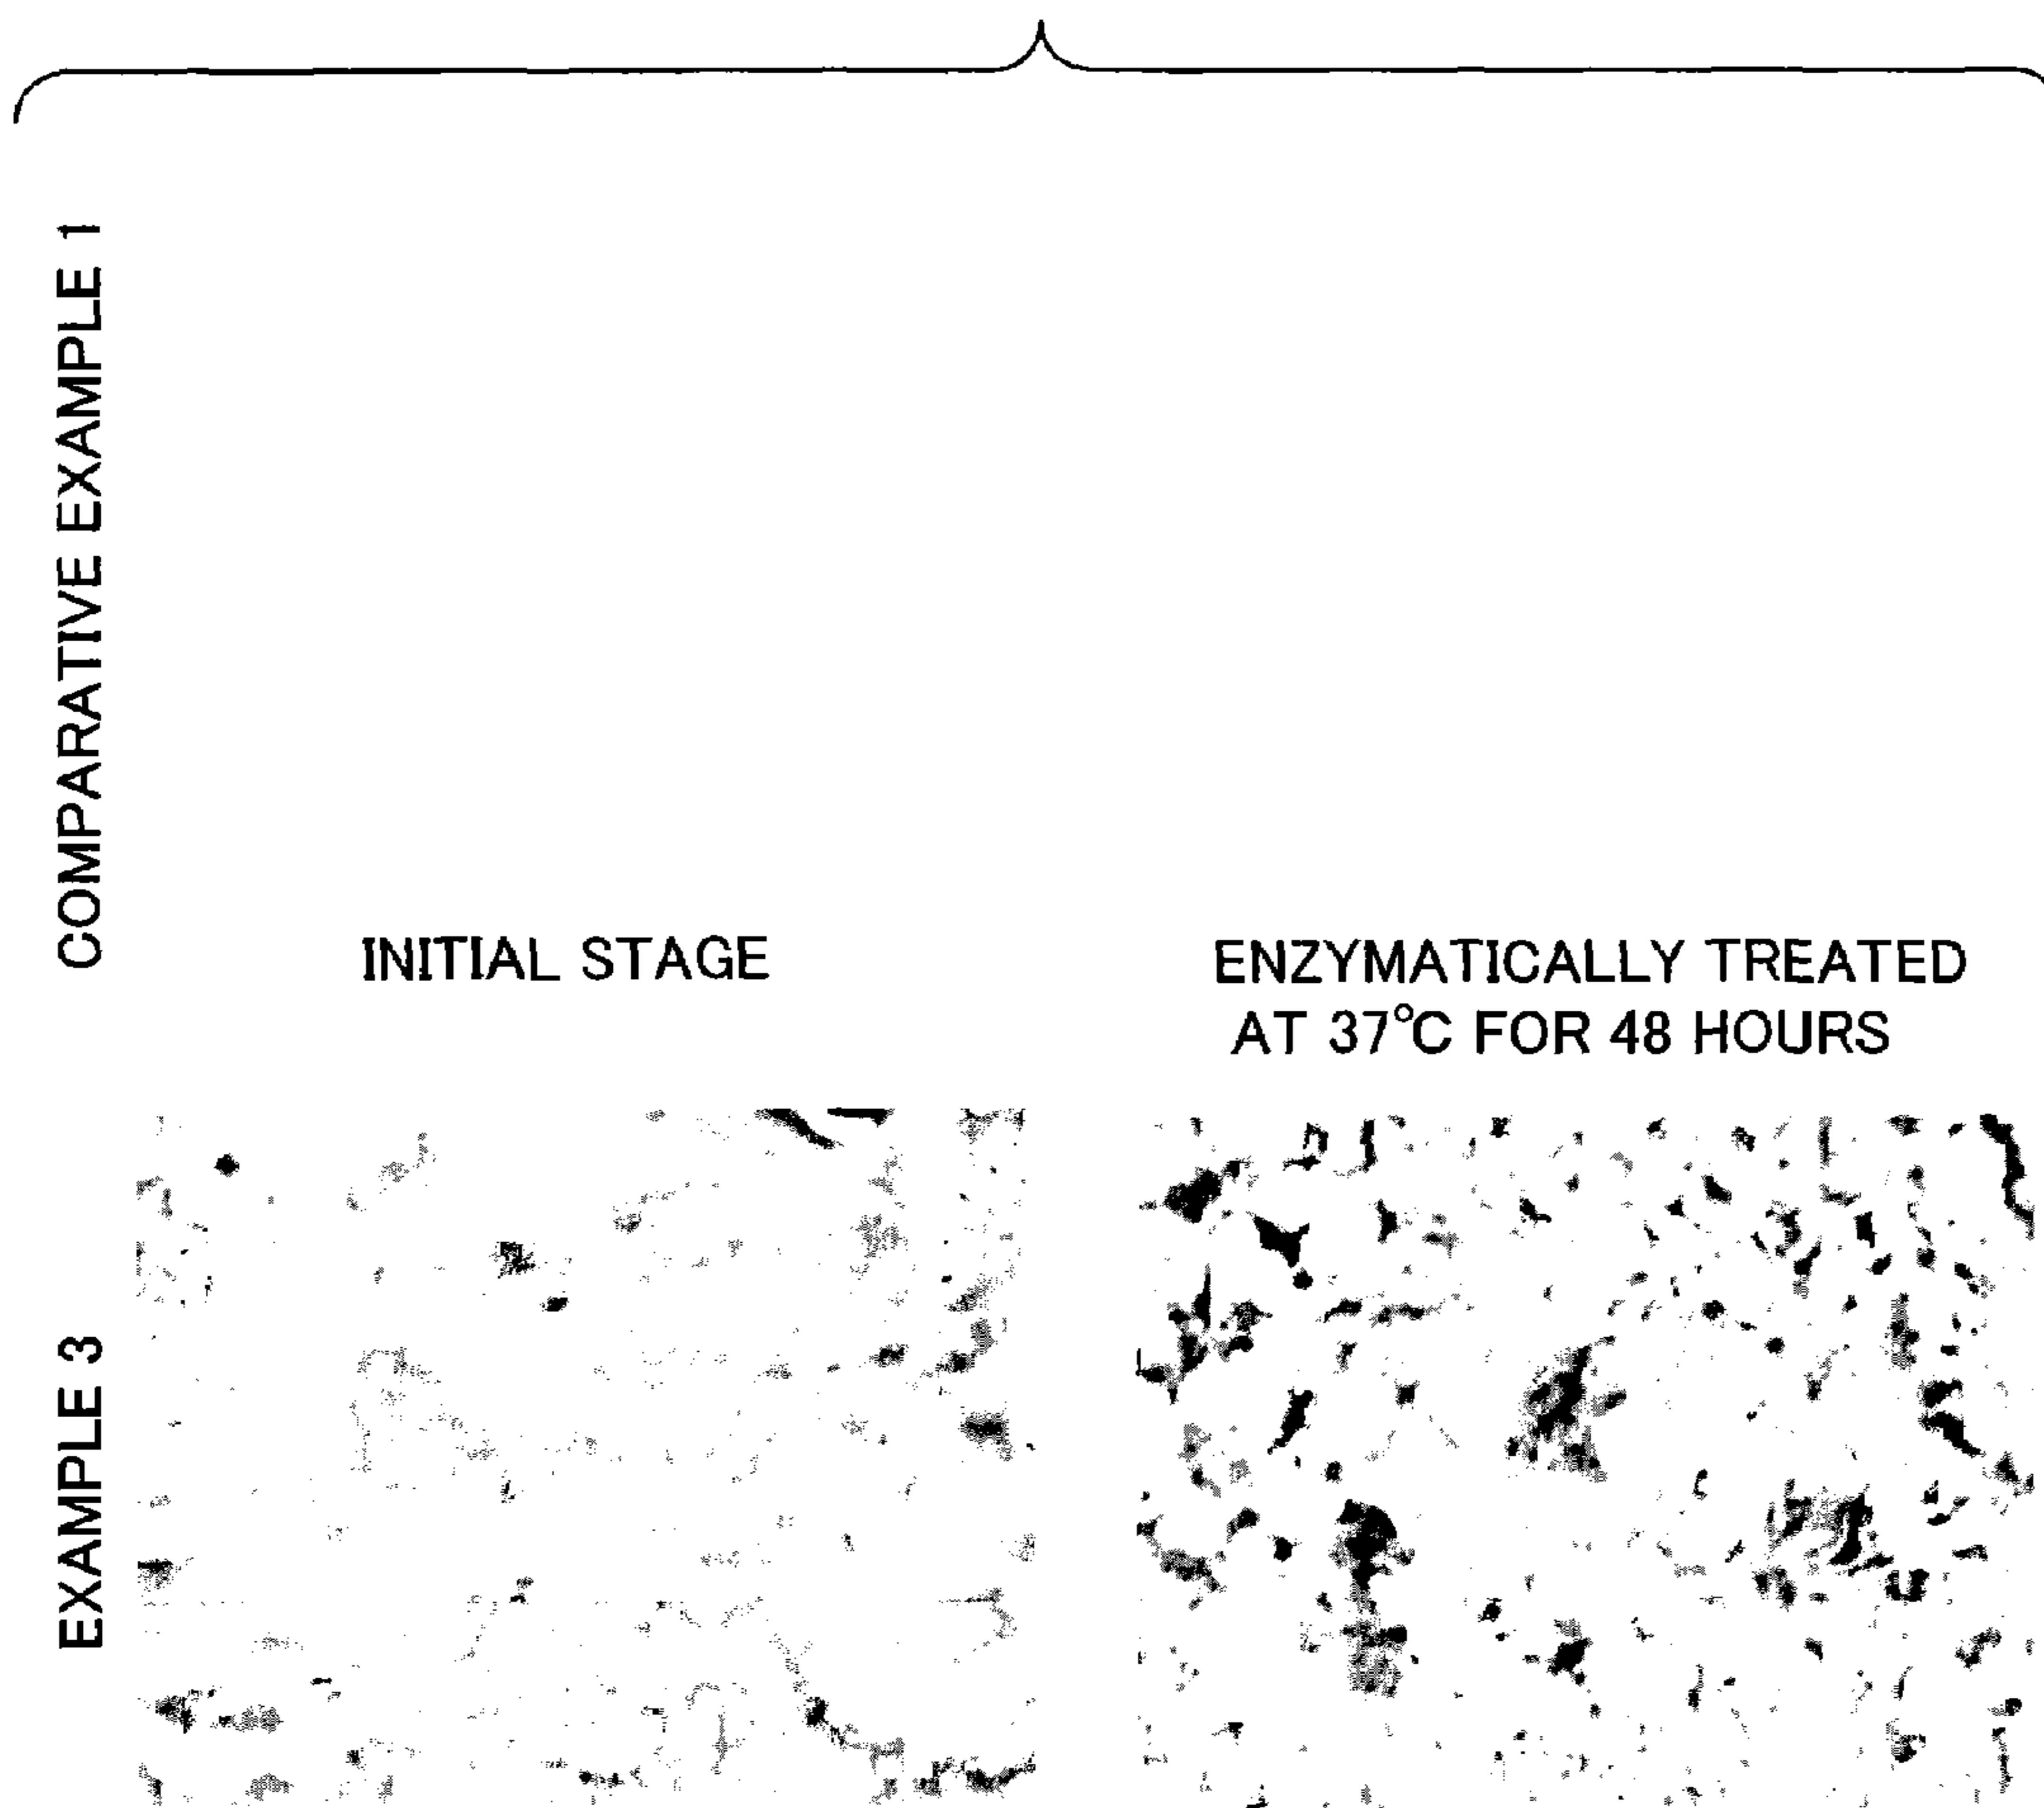 COMPARATIVE EXAMPLE 1
INITIAL STAGE
ENZYMATICALLY TREATED
AT 37°C FOR 48 HOURS
EXAMPLE 3